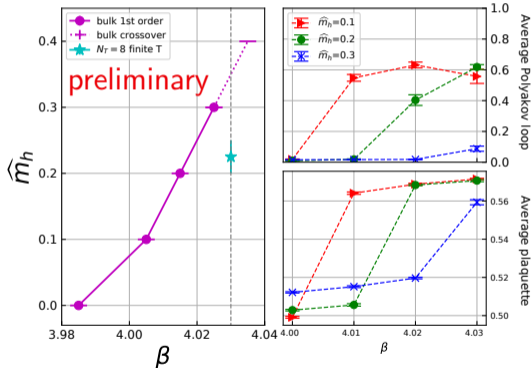 bulk 1st order
bulk crossover
N_T = 8 finite T
preliminary
m̂_h
0.4
0.3
0.2
0.1
0.0
3.98
4.00
4.02
4.04
β
m̂_h=0.1
m̂_h=0.2
m̂_h=0.3
1.0
0.8
0.6
0.4
0.2
0.0
Average Polyakov loop
0.56
0.54
0.52
0.50
Average plaquette
4.00
4.01
4.02
4.03
β